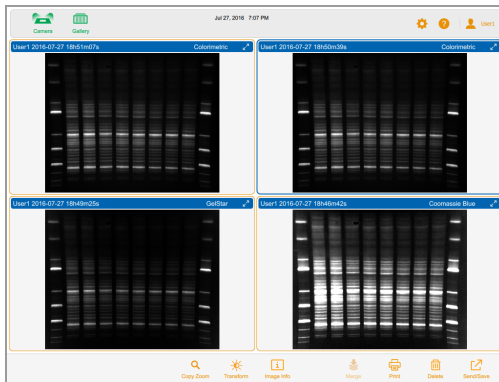 Jul 27, 2016 7:07 PM
Camera
Gallery
User1
User1 2016-07-27 18h51m07s Colorimetric
User1 2016-07-27 18h50m39s Colorimetric
User1 2016-07-27 18h49m25s GelStar
User1 2016-07-27 18h46m42s Coomassie Blue
Copy Zoom
Transform
Image Info
Merge
Print
Delete
Send/Save